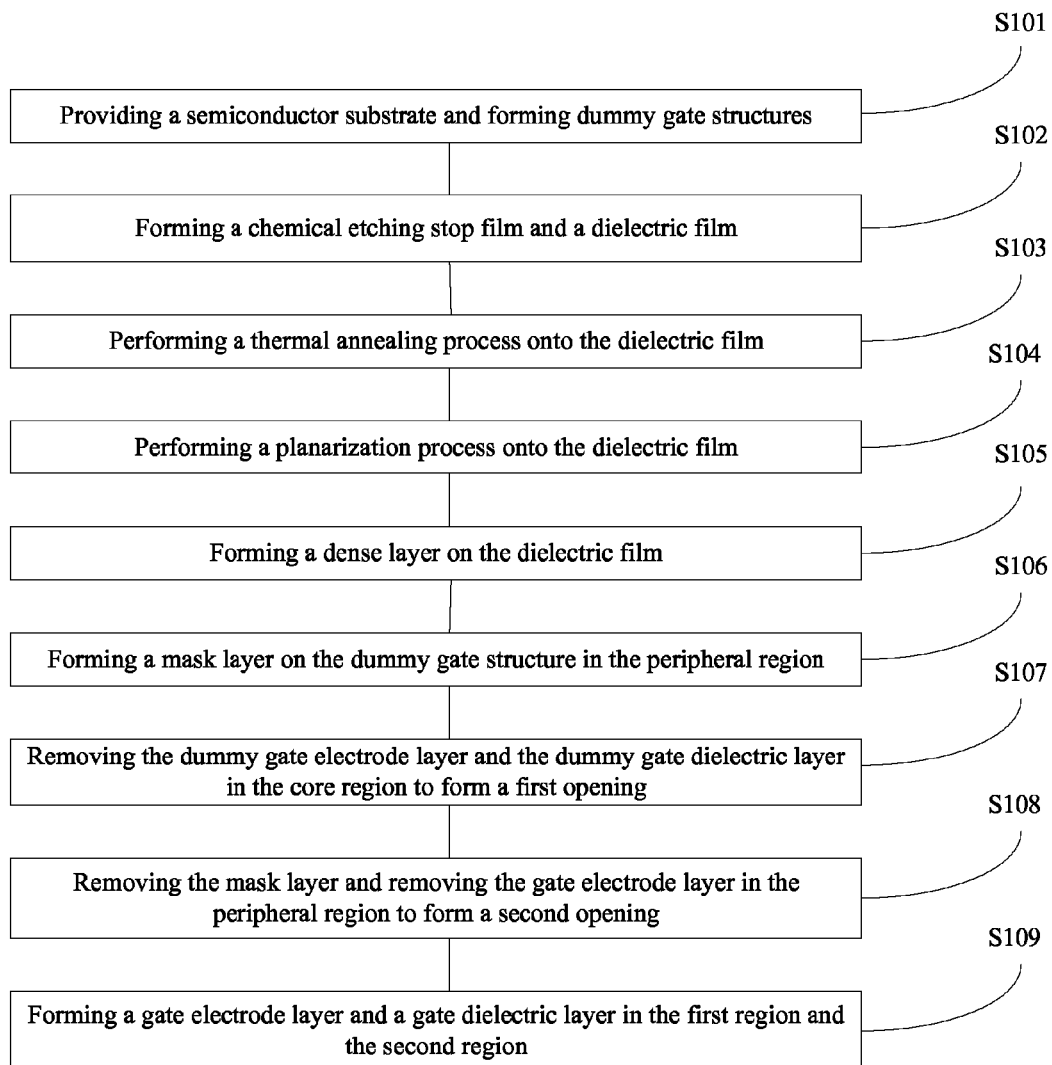 S101
Providing a semiconductor substrate and forming dummy gate structures
S102
Forming a chemical etching stop film and a dielectric film
S103
Performing a thermal annealing process onto the dielectric film
S104
Performing a planarization process onto the dielectric film
S105
Forming a dense layer on the dielectric film
S106
Forming a mask layer on the dummy gate structure in the peripheral region
S107
Removing the dummy gate electrode layer and the dummy gate dielectric layer
in the core region to form a first opening
S108
Removing the mask layer and removing the gate electrode layer in the
peripheral region to form a second opening
S109
Forming a gate electrode layer and a gate dielectric layer in the first region and
the second region